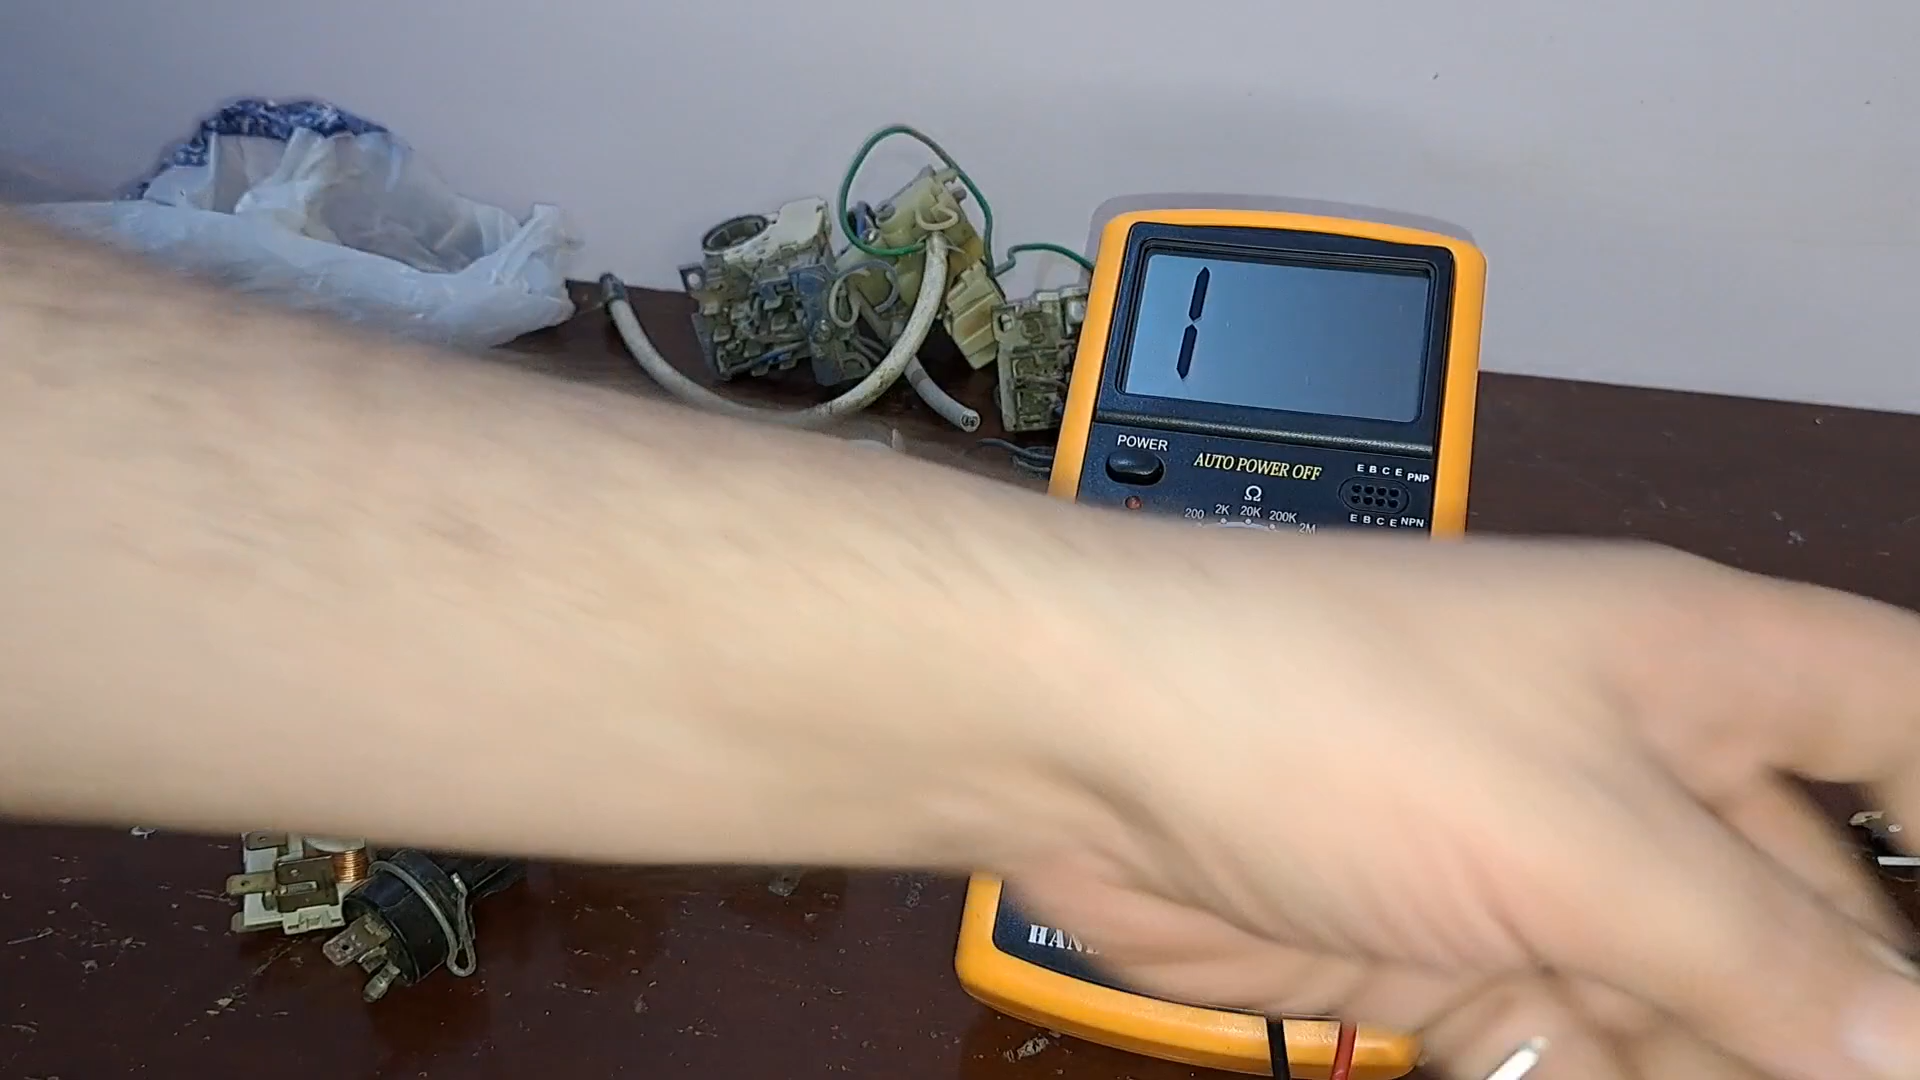 1
POWER
AUTO POWER OFF
E B C E PNP
E B C E NPN
Ω
200 2K 20K 200K 2M